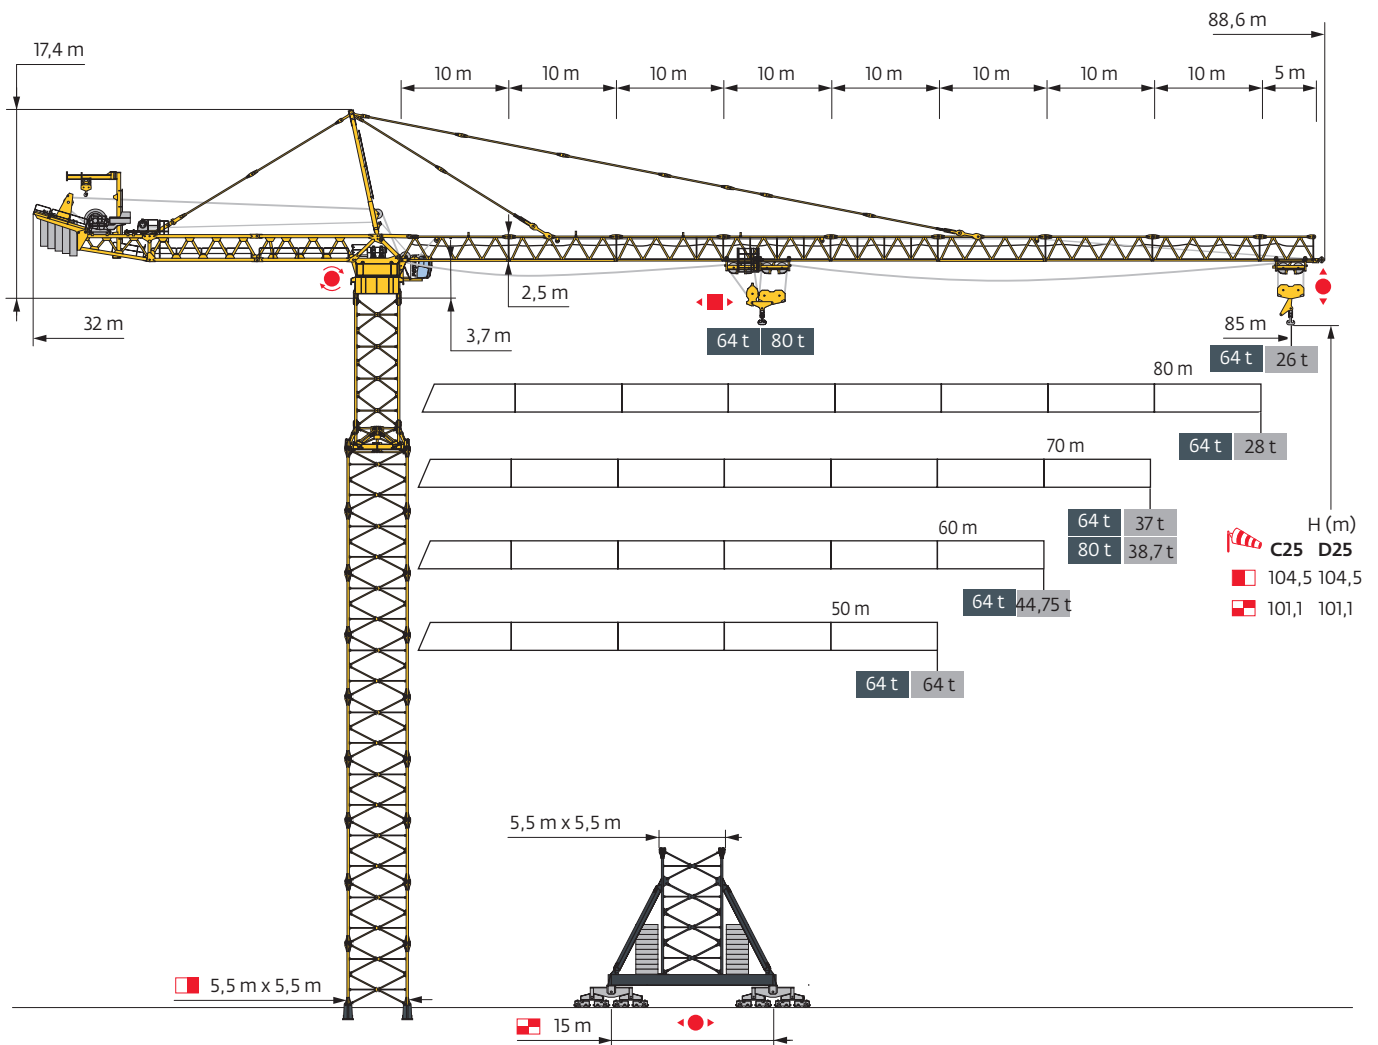 88,6 m
17,4 m
10 m 10 m 10 m 10 m 10 m 10 m 10 m 10 m 5 m
2,5 m
32 m
3,7 m
85 m
64 t 80 t
64 t 26 t
80 m
64 t 28 t
70 m
64 t 37 t
80 t 38,7 t
H (m)
C25 D25
104,5 104,5
101,1 101,1
60 m
64 t 44,75 t
50 m
64 t 64 t
5,5 m x 5,5 m
5,5 m x 5,5 m
15 m